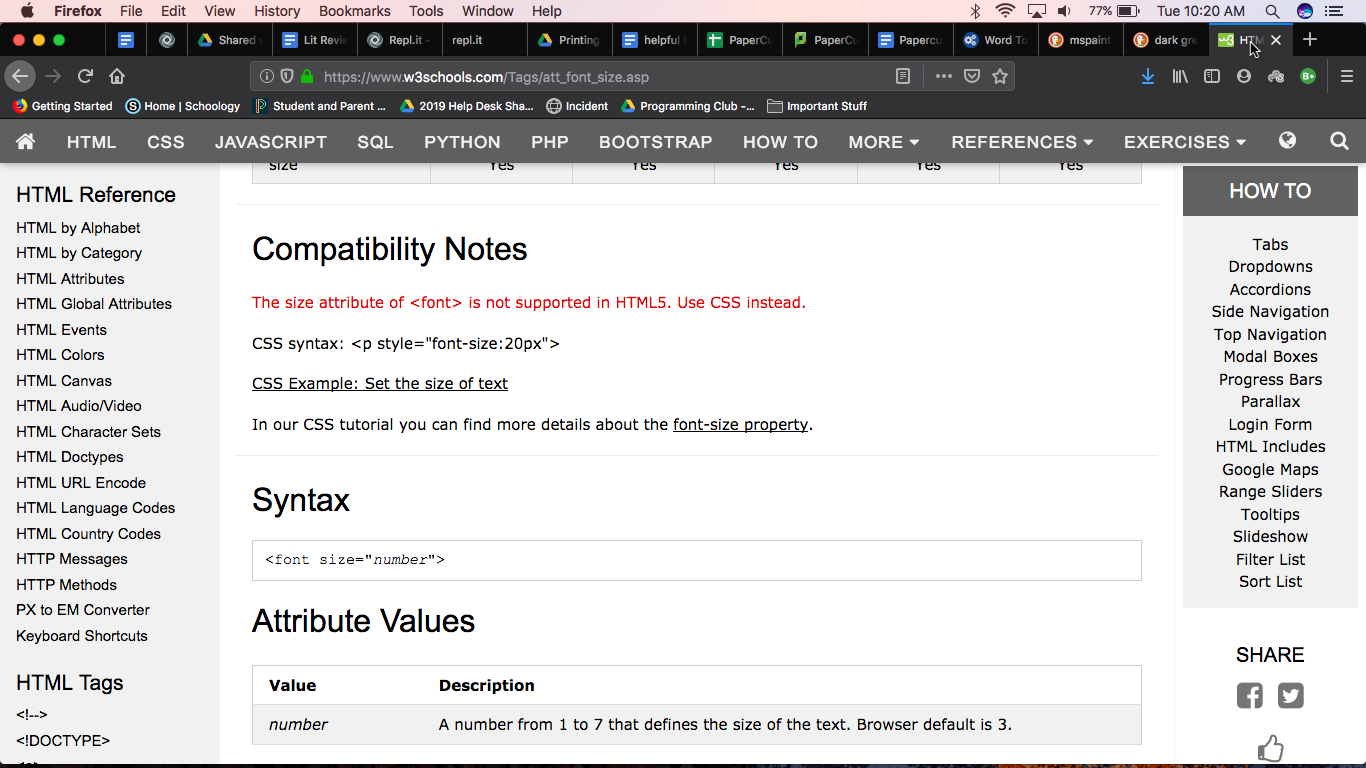 Firefox File Edit View History Bookmarks Tools Window Help 77% Tue 10:20 AM
Shared Lit Revi Repl.it - repl.it Printing helpful PaperCu PaperCu Papercu Word To mspaint dark gre HTM
https://www.w3schools.com/Tags/att_font_size.asp
Getting Started Home | Schoology Student and Parent ... 2019 Help Desk Sha... Incident Programming Club -... Important Stuff
HTML CSS JAVASCRIPT SQL PYTHON PHP BOOTSTRAP HOW TO MORE REFERENCES EXERCISES
size Yes Yes Yes Yes Yes
HTML Reference
HTML by Alphabet
HTML by Category
HTML Attributes
HTML Global Attributes
HTML Events
HTML Colors
HTML Canvas
HTML Audio/Video
HTML Character Sets
HTML Doctypes
HTML URL Encode
HTML Language Codes
HTML Country Codes
HTTP Messages
HTTP Methods
PX to EM Converter
Keyboard Shortcuts
HTML Tags
<!-->
<!DOCTYPE>
Compatibility Notes
The size attribute of <font> is not supported in HTML5. Use CSS instead.
CSS syntax: <p style="font-size:20px">
CSS Example: Set the size of text
In our CSS tutorial you can find more details about the font-size property.
Syntax
<font size="number">
Attribute Values
Value Description
number A number from 1 to 7 that defines the size of the text. Browser default is 3.
HOW TO
Tabs
Dropdowns
Accordions
Side Navigation
Top Navigation
Modal Boxes
Progress Bars
Parallax
Login Form
HTML Includes
Google Maps
Range Sliders
Tooltips
Slideshow
Filter List
Sort List
SHARE